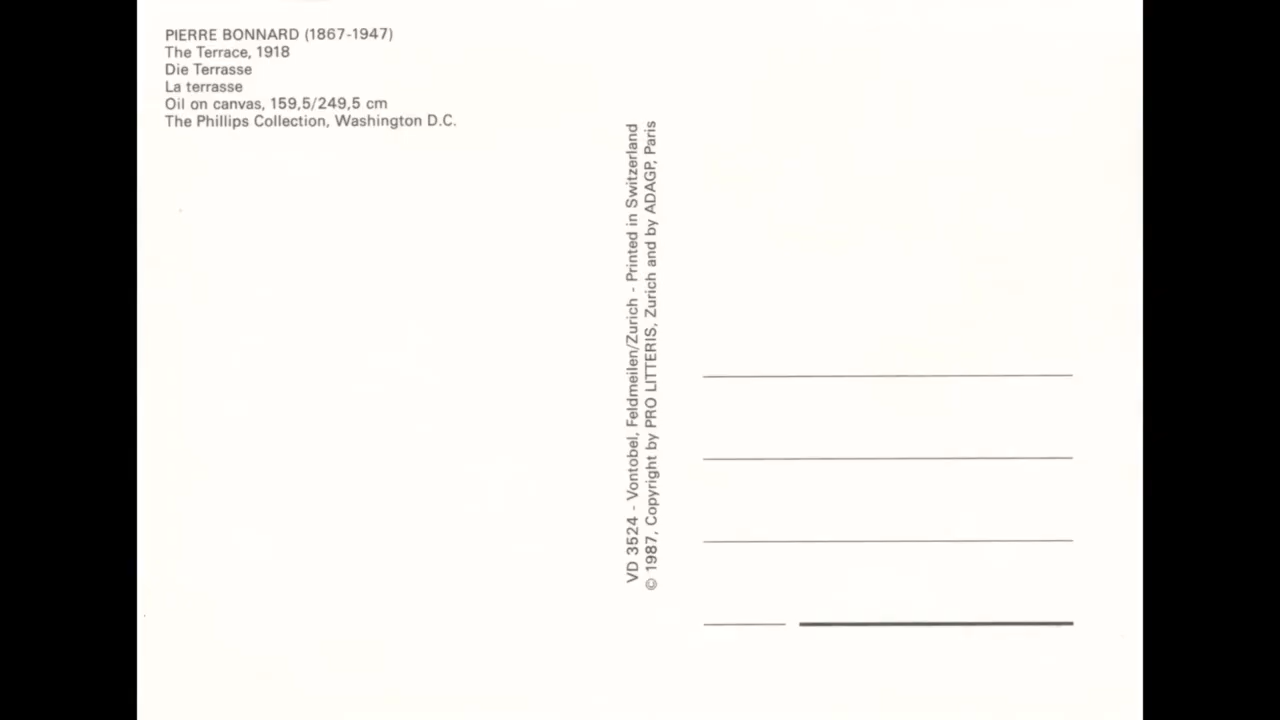 PIERRE BONNARD (1867-1947)
The Terrace, 1918
Die Terrasse
La terrasse
Oil on canvas, 159,5/249,5 cm
The Phillips Collection, Washington D.C.
VD 3524 - Vontobel, Feldmeilen/Zurich - Printed in Switzerland
© 1987, Copyright by PRO LITTERIS, Zurich and by ADAGP, Paris